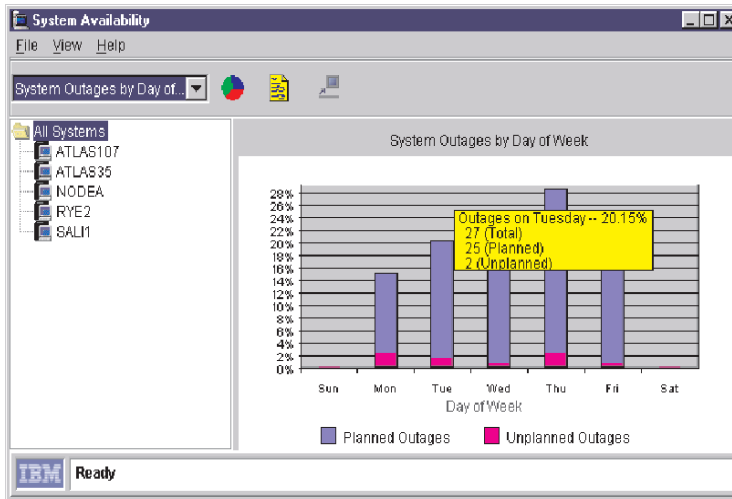 System Availability
File View Help
System Outages by Day of...
All Systems
ATLAS107
ATLAS35
NODEA
RYE2
SALI1
System Outages by Day of Week
28%
26%
24%
22%
20%
18%
16%
14%
12%
10%
8%
6%
4%
2%
0%
Outages on Tuesday -- 20.15%
27 (Total)
25 (Planned)
2 (Unplanned)
Sun Mon Tue Wed Thu Fri Sat
Day of Week
Planned Outages Unplanned Outages
IBM Ready